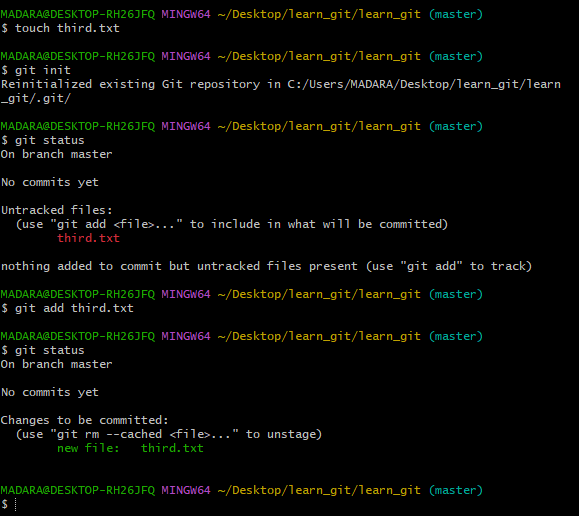 MADARA@DESKTOP-RH26JFQ MINGW64 ~/Desktop/learn_git/learn_git (master)
$ touch third.txt
MADARA@DESKTOP-RH26JFQ MINGW64 ~/Desktop/learn_git/learn_git (master)
$ git init
Reinitialized existing Git repository in C:/Users/MADARA/Desktop/learn_git/learn
_git/.git/
MADARA@DESKTOP-RH26JFQ MINGW64 ~/Desktop/learn_git/learn_git (master)
$ git status
On branch master
No commits yet
Untracked files:
  (use "git add <file>..." to include in what will be committed)
        third.txt
nothing added to commit but untracked files present (use "git add" to track)
MADARA@DESKTOP-RH26JFQ MINGW64 ~/Desktop/learn_git/learn_git (master)
$ git add third.txt
MADARA@DESKTOP-RH26JFQ MINGW64 ~/Desktop/learn_git/learn_git (master)
$ git status
On branch master
No commits yet
Changes to be committed:
  (use "git rm --cached <file>..." to unstage)
        new file:   third.txt
MADARA@DESKTOP-RH26JFQ MINGW64 ~/Desktop/learn_git/learn_git (master)
$